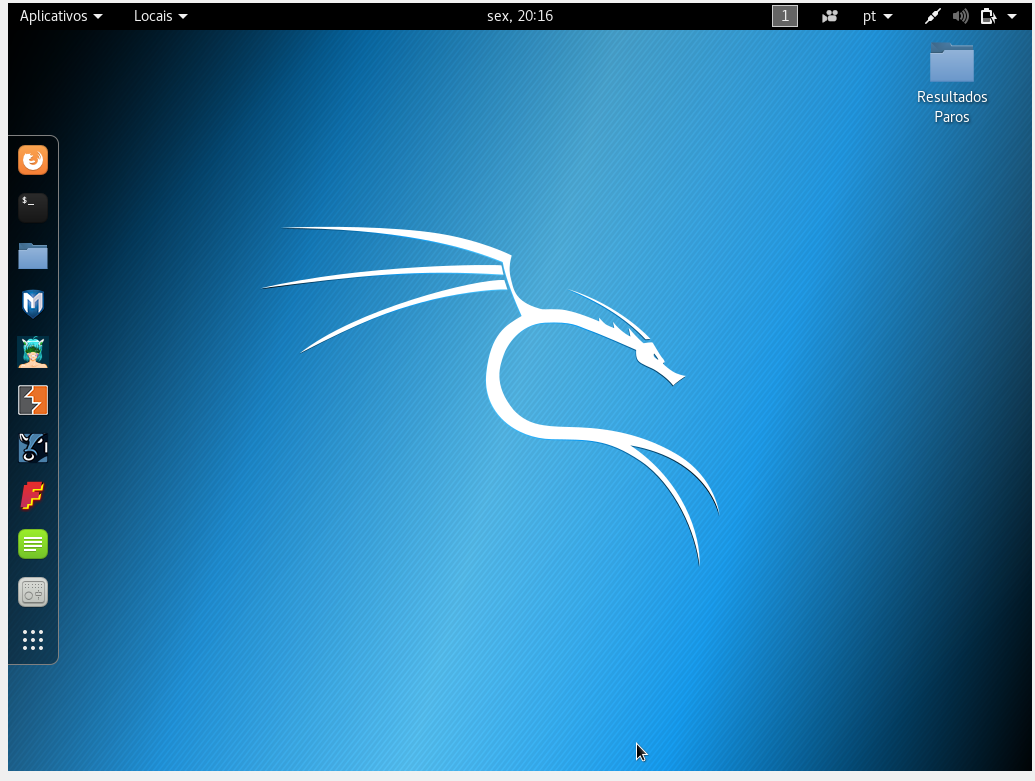 Aplicativos
Locais
sex, 20:16
1
pt
Resultados
Paros
$_